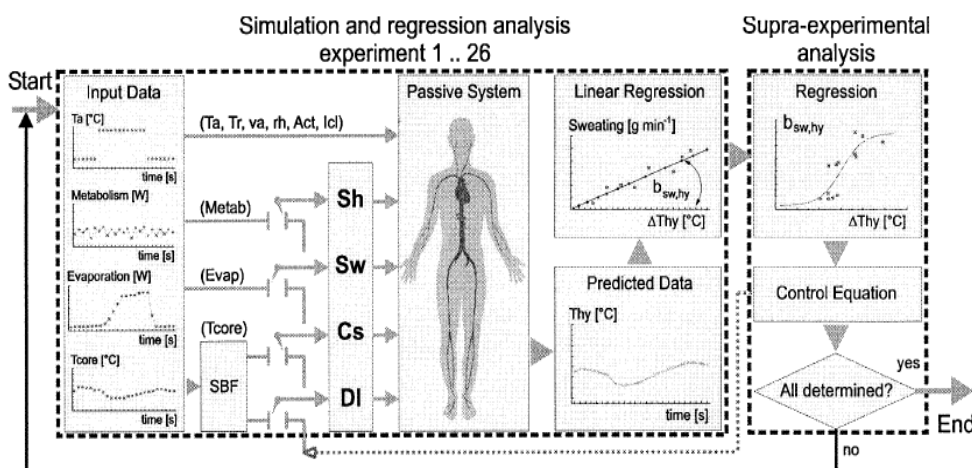 Simulation and regression analysis
experiment 1 .. 26
Supra-experimental
analysis
Start
Input Data
Ta [°C]
time [s]
Metabolism [W]
time [s]
Evaporation [W]
time [s]
Tcore [°C]
time [s]
(Ta, Tr, va, rh, Act, Icl)
(Metab)
(Evap)
(Tcore)
SBF
Sh
Sw
Cs
Dl
Passive System
Linear Regression
Sweating [g min⁻¹]
b_sw,hy
ΔThy [°C]
Predicted Data
Thy [°C]
time [s]
Regression
b_sw,hy
ΔThy [°C]
Control Equation
All determined?
yes
End
no